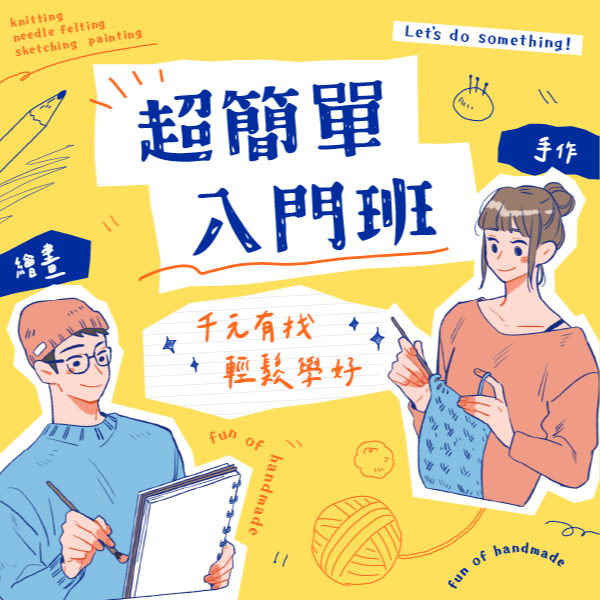 knitting
needle felting
sketching painting
Let's do something!
超簡單
入門班
手作
繪畫
千元有找
輕鬆學好
fun of handmade
fun of handmade